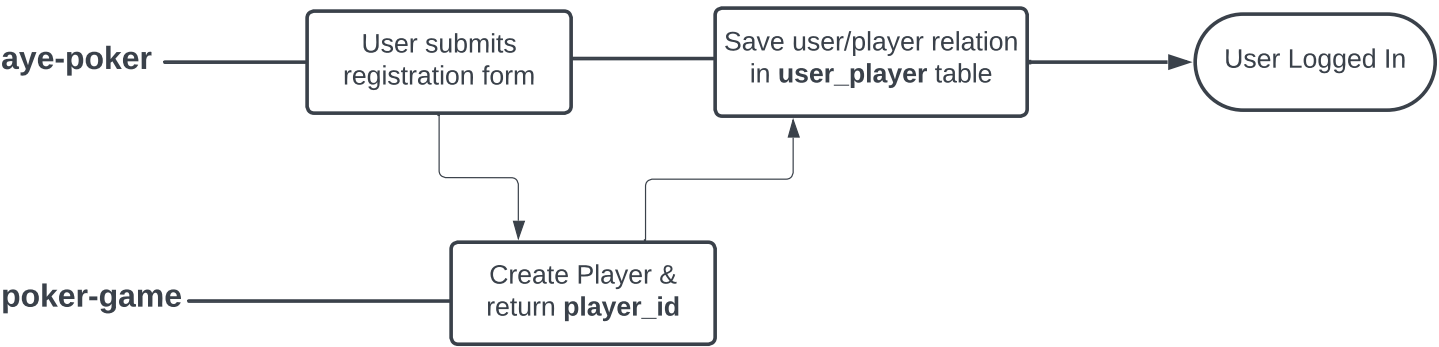 aye-poker
User submits
registration form
Save user/player relation
in user_player table
User Logged In
poker-game
Create Player &
return player_id